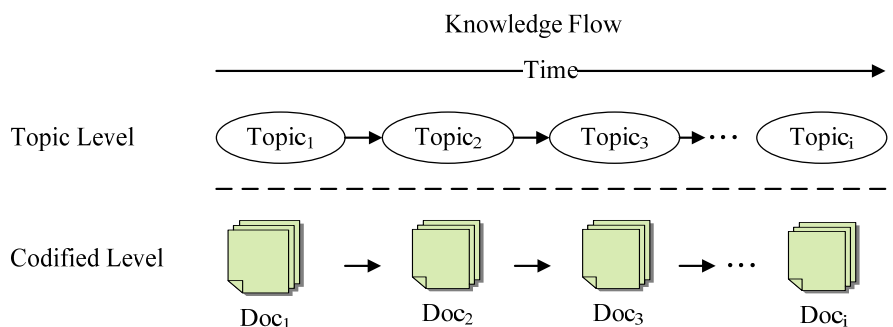 Knowledge Flow
Time
Topic Level
Topic₁ Topic₂ Topic₃ ... Topicᵢ
Codified Level
Doc₁ Doc₂ Doc₃ ... Docᵢ